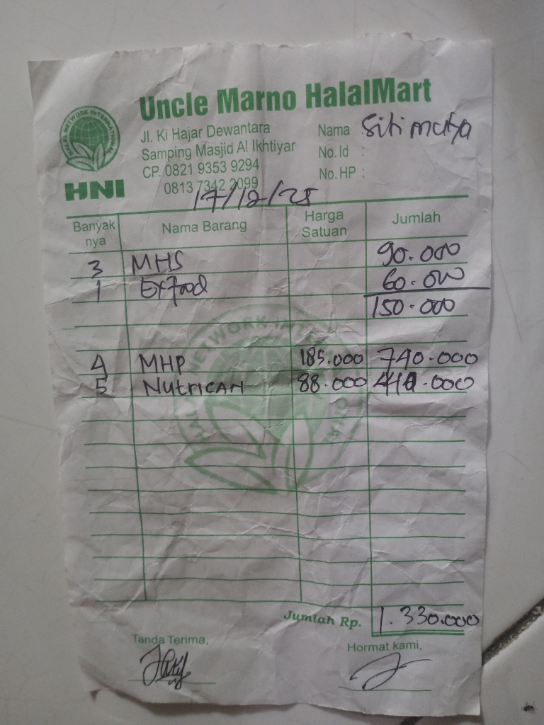 Uncle Marno HalalMart
Jl. Ki Hajar Dewantara
Samping Masjid Al Ikhtiyar
CP. 0821 9353 9294
0813 7342 2099
Nama Siti
No. Id :
No. HP :
HALAL NETWORK INTERNATIONAL
HNI
17/12/25
Banyak nya Nama Barang Harga Satuan Jumlah
3 MHS 90.000
1 Exfood 60.000
150.000
4 MHP 185.000 740.000
5 Nutrican 88.000 .000
Jumlah Rp. 1.330.000
Tanda Terima, Hormat kami,